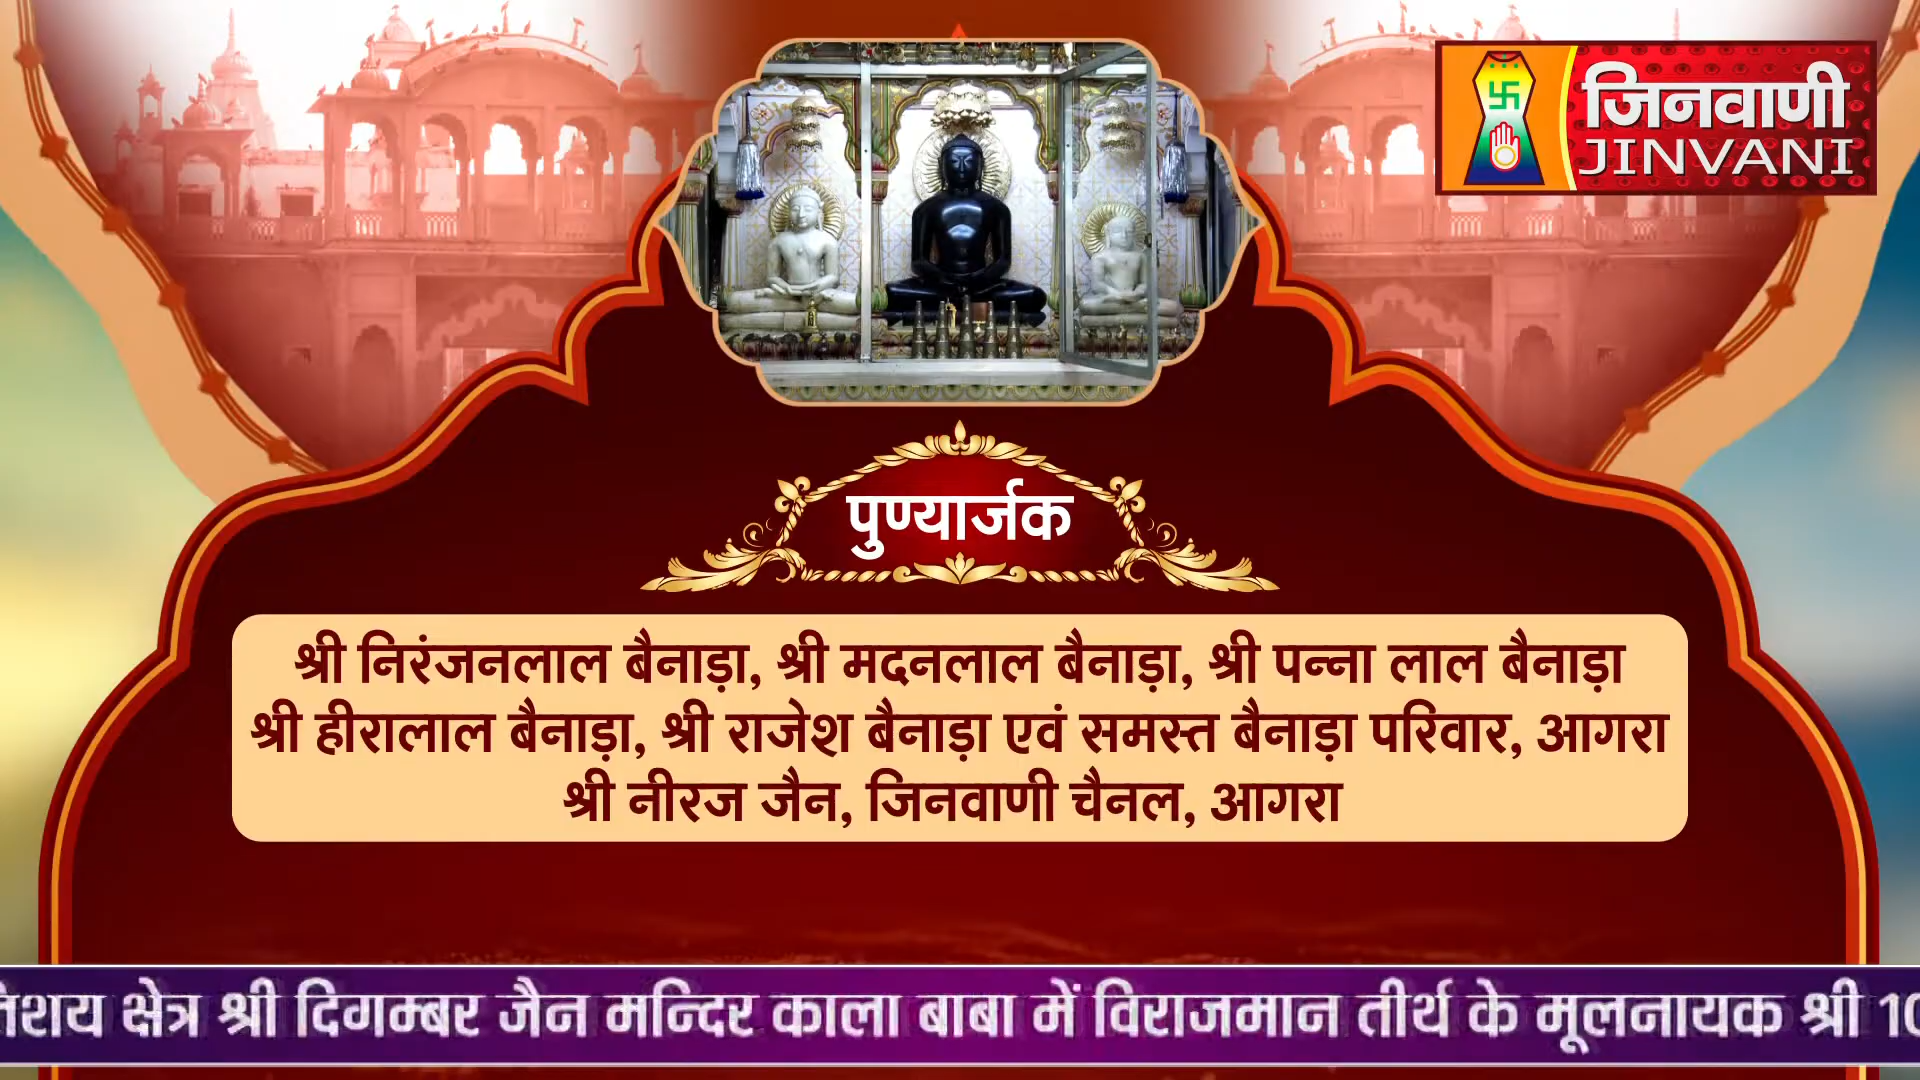 जिनवाणी
JINVANI
पुण्यार्जक
श्री निरंजनलाल बैनाड़ा, श्री मदनलाल बैनाड़ा, श्री पन्ना लाल बैनाड़ा
श्री हीरालाल बैनाड़ा, श्री राजेश बैनाड़ा एवं समस्त बैनाड़ा परिवार, आगरा
श्री नीरज जैन, जिनवाणी चैनल, आगरा
क्षेत्र श्री दिगम्बर जैन मन्दिर काला बाबा में विराजमान तीर्थ के मूलनायक श्री